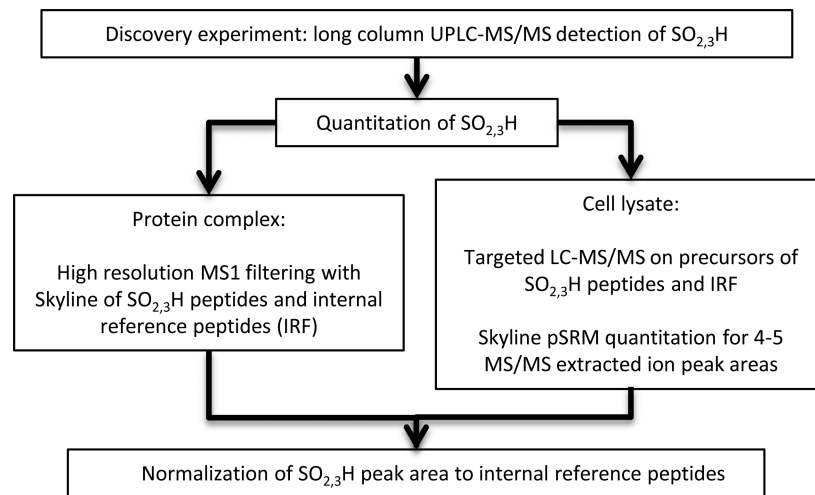 Discovery experiment: long column UPLC-MS/MS detection of SO₂,₃H
Quantitation of SO₂,₃H
Protein complex:
High resolution MS1 filtering with
Skyline of SO₂,₃H peptides and internal
reference peptides (IRF)
Cell lysate:
Targeted LC-MS/MS on precursors of
SO₂,₃H peptides and IRF
Skyline pSRM quantitation for 4-5
MS/MS extracted ion peak areas
Normalization of SO₂,₃H peak area to internal reference peptides